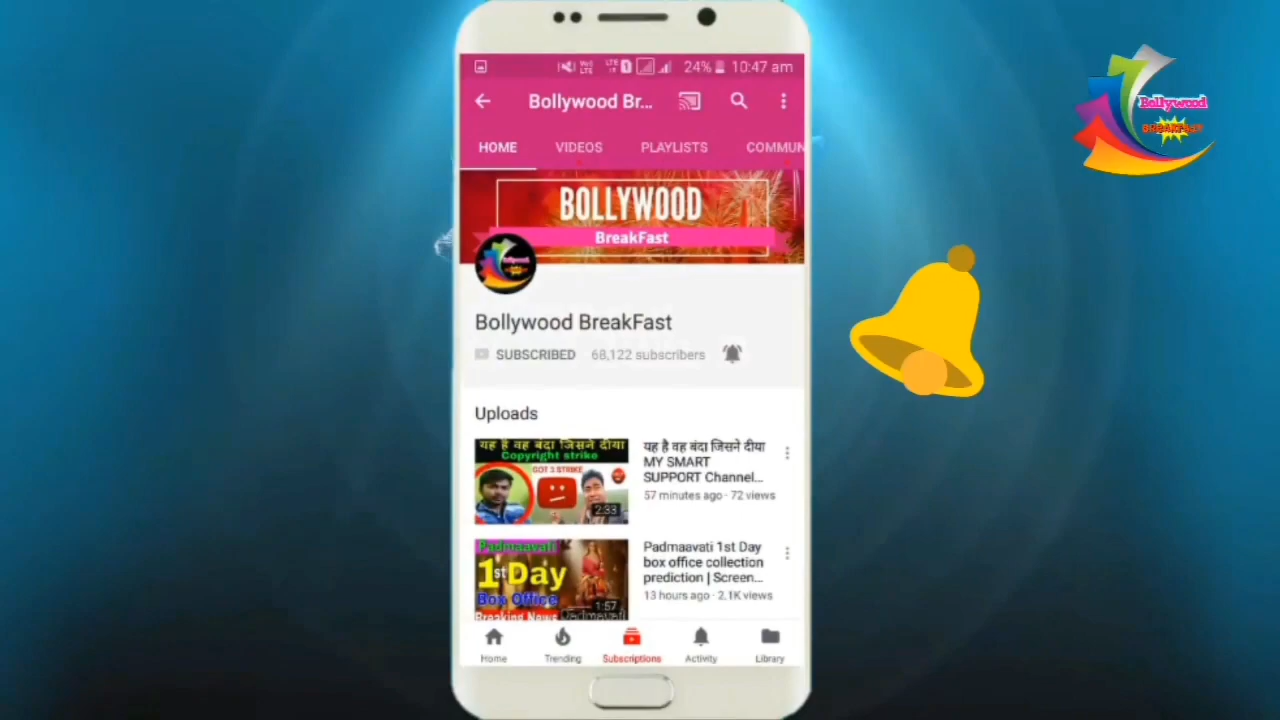 24% 10:47 am
Bollywood Br...
HOME VIDEOS PLAYLISTS COMMUN
BOLLYWOOD
BreakFast
Bollywood BreakFast
SUBSCRIBED 68,122 subscribers
Uploads
यह है वह बंदा जिसने दीया
Copyright strike
GOT 3 STRIKE
2:33
यह है वह बंदा जिसने दीया
MY SMART
SUPPORT Channel...
57 minutes ago · 72 views
Padmaavati
1st Day
Box Office
Breaking News
1:57
Padmavati
Padmaavati 1st Day
box office collection
prediction | Screen...
13 hours ago · 2.1K views
Home Trending Subscriptions Activity Library
Bollywood
BREAKFAST